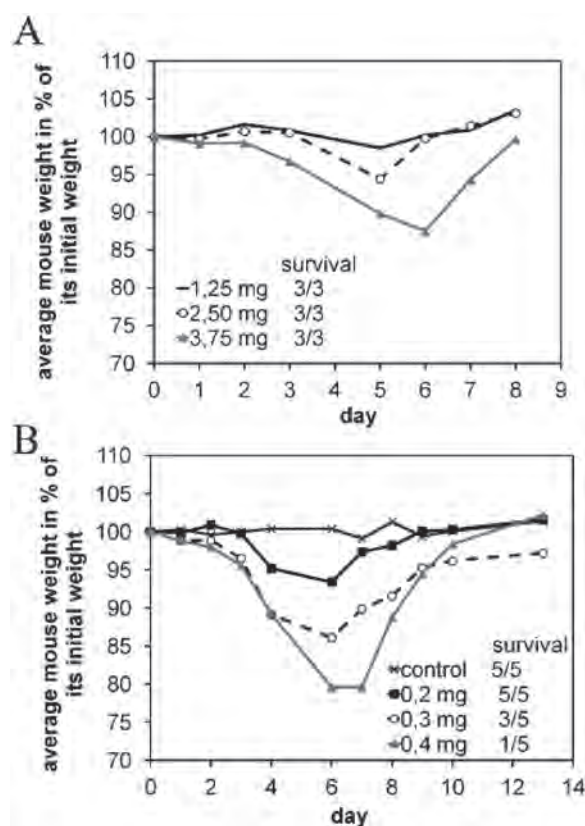 A
110
105
100
95
90
85
80
75
70
average mouse weight in % of
its initial weight
survival
1,25 mg 3/3
2,50 mg 3/3
3,75 mg 3/3
0 1 2 3 4 5 6 7 8 9
day
B
110
105
100
95
90
85
80
75
70
average mouse weight in % of
its initial weight
survival
control 5/5
0,2 mg 5/5
0,3 mg 3/5
0,4 mg 1/5
0 2 4 6 8 10 12 14
day